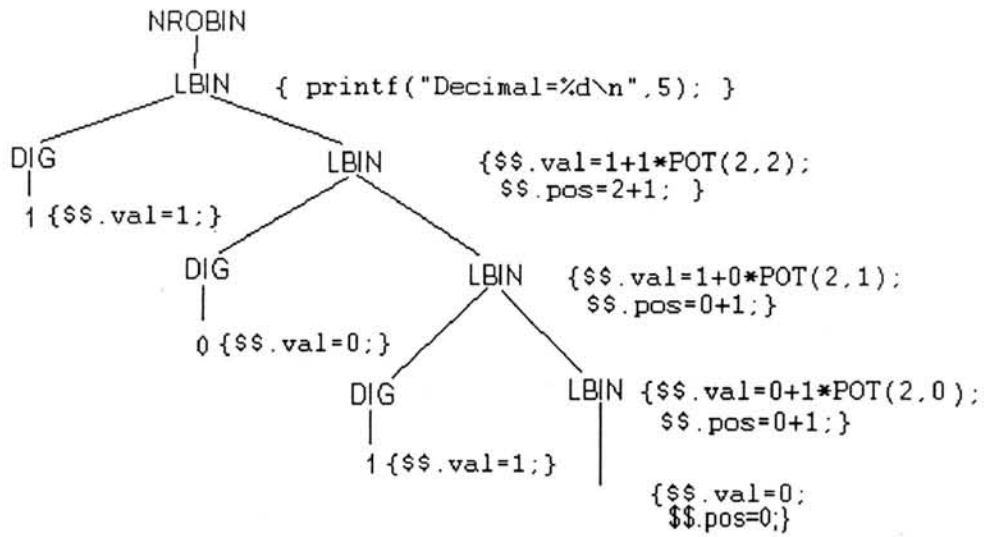 NROBIN
LBIN { printf("Decimal=%d\n",5); }
DIG LBIN {$$.val=1+1*POT(2,2);
$$.pos=2+1; }
1 {$$.val=1;}
DIG LBIN {$$.val=1+0*POT(2,1);
$$.pos=0+1;}
0 {$$.val=0;}
DIG LBIN {$$.val=0+1*POT(2,0);
$$.pos=0+1;}
1 {$$.val=1;}
{$$.val=0;
$$.pos=0;}